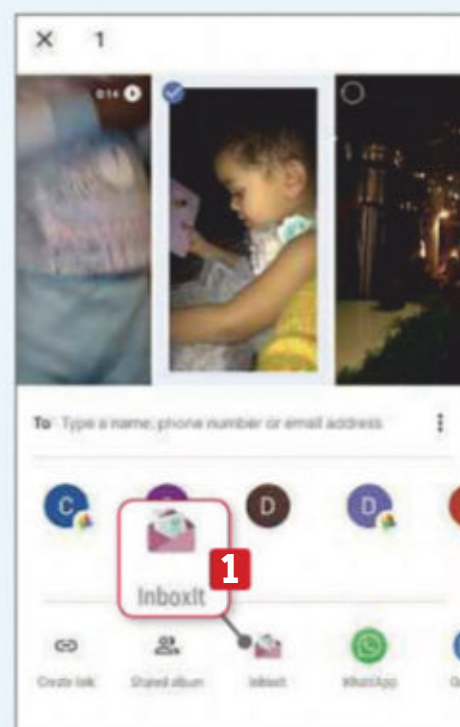 1
0:14
To Type a name, phone number or email address
C D D
InboxIt 1
Create link Shared album InboxIt WhatsApp